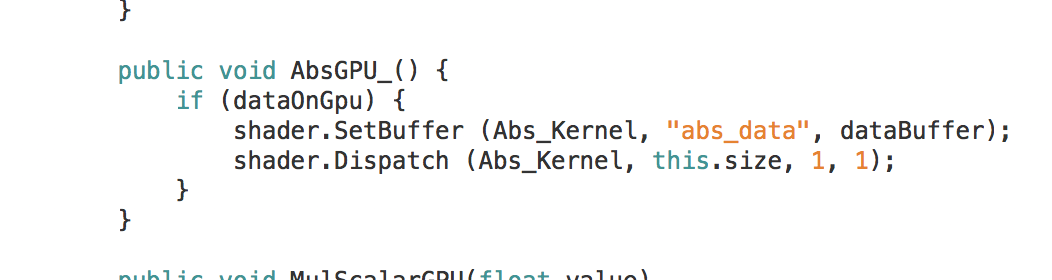 }
public void AbsGPU_() {
if (dataOnGpu) {
shader.SetBuffer (Abs_Kernel, "abs_data", dataBuffer);
shader.Dispatch (Abs_Kernel, this.size, 1, 1);
}
}
public void MulScalarGPU(float value)